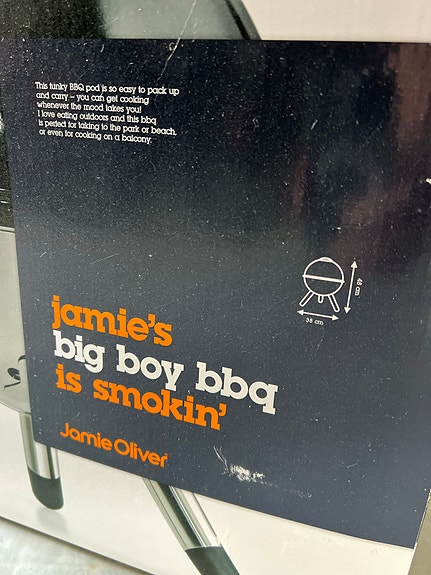 This funky BBQ pod is so easy to pack up
and carry – you can get cooking
whenever the mood takes you!
I love eating outdoors and this bbq
is perfect for taking to the park or beach,
or even for cooking on a balcony.
48 cm
38 cm
jamie's
big boy bbq
is smokin'
Jamie Oliver